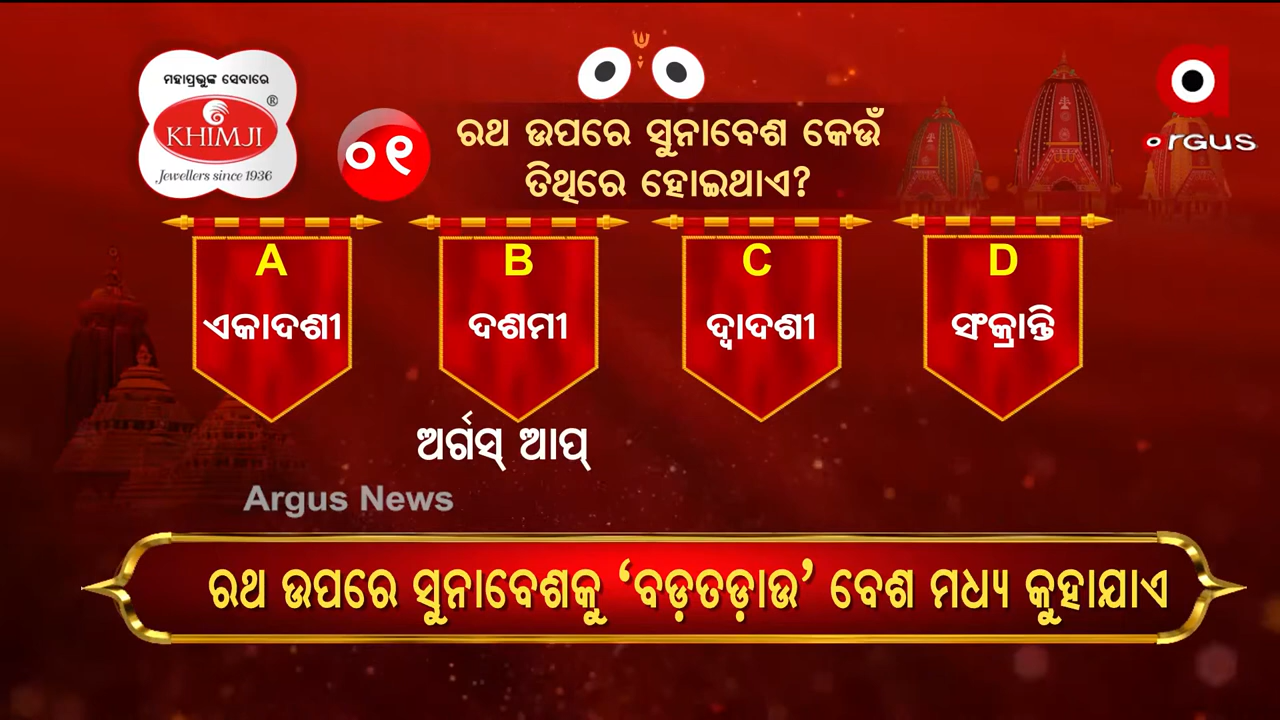 ମହାପ୍ରଭୁଙ୍କ ସେବାରେ
KHIMJI ®
Jewellers since 1936
୦୧
ରଥ ଉପରେ ସୁନାବେଶ କେଉଁ
ତିଥିରେ ହୋଇଥାଏ?
ORGUS
A
ଏକାଦଶୀ
B
ଦଶମୀ
C
ଦ୍ୱାଦଶୀ
D
ସଂକ୍ରାନ୍ତି
ଅର୍ଗସ୍ ଆପ୍
Argus News
ରଥ ଉପରେ ସୁନାବେଶକୁ ‘ବଡ଼ତଡ଼ାଉ’ ବେଶ ମଧ୍ୟ କୁହାଯାଏ